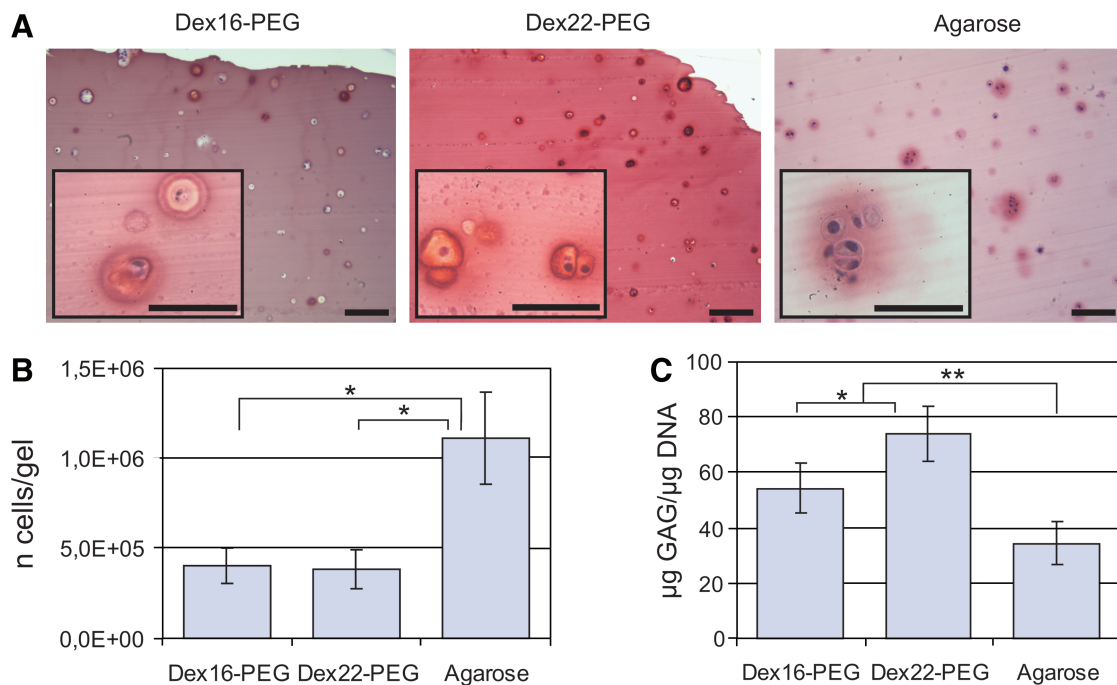 A
Dex16-PEG
Dex22-PEG
Agarose
B
n cells/gel
1,5E+06
1,0E+06
5,0E+05
0,0E+00
*
*
Dex16-PEG
Dex22-PEG
Agarose
C
µg GAG/µg DNA
100
80
60
40
20
0
*
**
Dex16-PEG
Dex22-PEG
Agarose